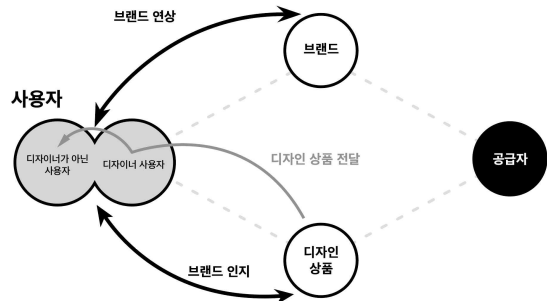 브랜드 연상
브랜드
사용자
디자이너가 아닌
사용자
디자이너 사용자
디자인 상품 전달
공급자
디자인
상품
브랜드 인지